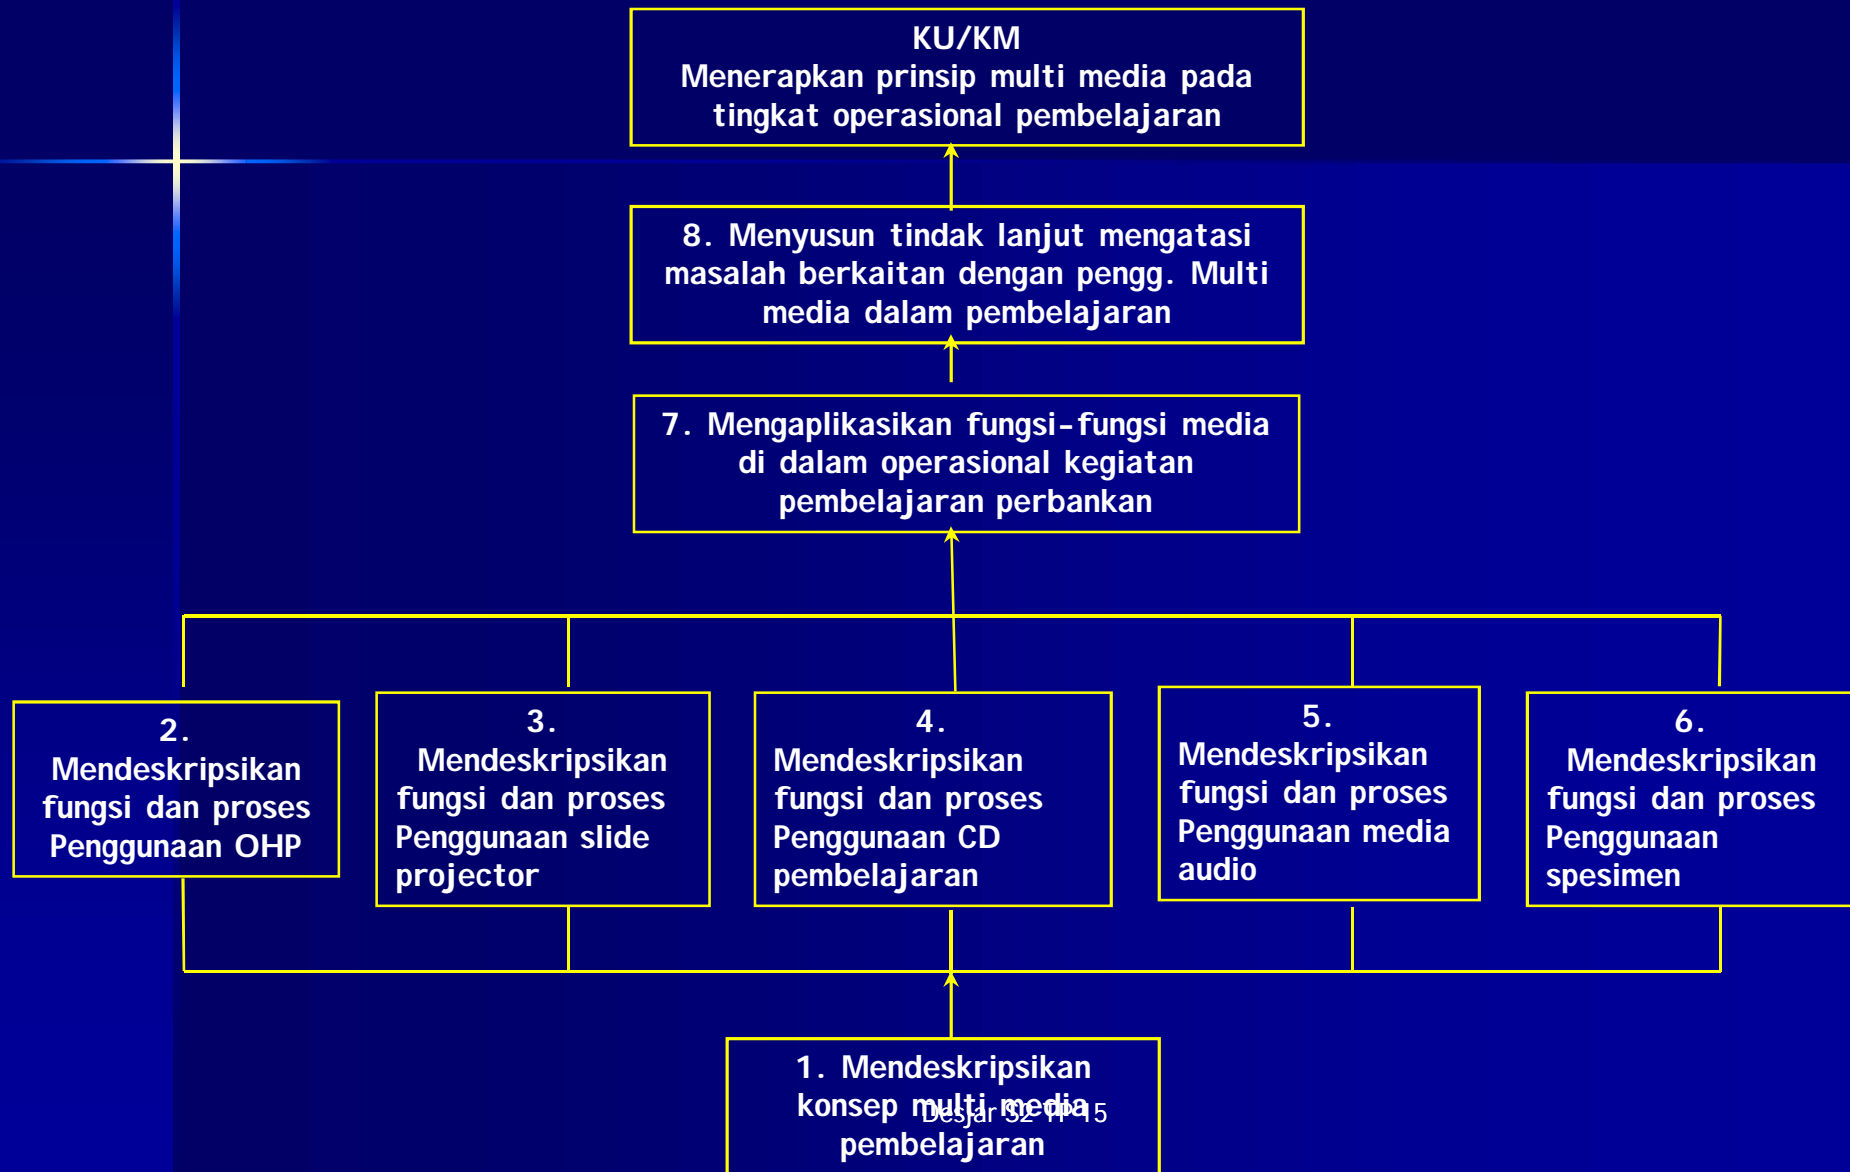 KU/KM
Menerapkan prinsip multi media pada
tingkat operasional pembelajaran
8. Menyusun tindak lanjut mengatasi
masalah berkaitan dengan pengg. Multi
media dalam pembelajaran
7. Mengaplikasikan fungsi-fungsi media
di dalam operasional kegiatan
pembelajaran perbankan
2.
Mendeskripsikan
fungsi dan proses
Penggunaan OHP
3.
Mendeskripsikan
fungsi dan proses
Penggunaan slide
projector
4.
Mendeskripsikan
fungsi dan proses
Penggunaan CD
pembelajaran
5.
Mendeskripsikan
fungsi dan proses
Penggunaan media
audio
6.
Mendeskripsikan
fungsi dan proses
Penggunaan
spesimen
1. Mendeskripsikan
konsep multi media
pembelajaran
Desjar S2 TP 15